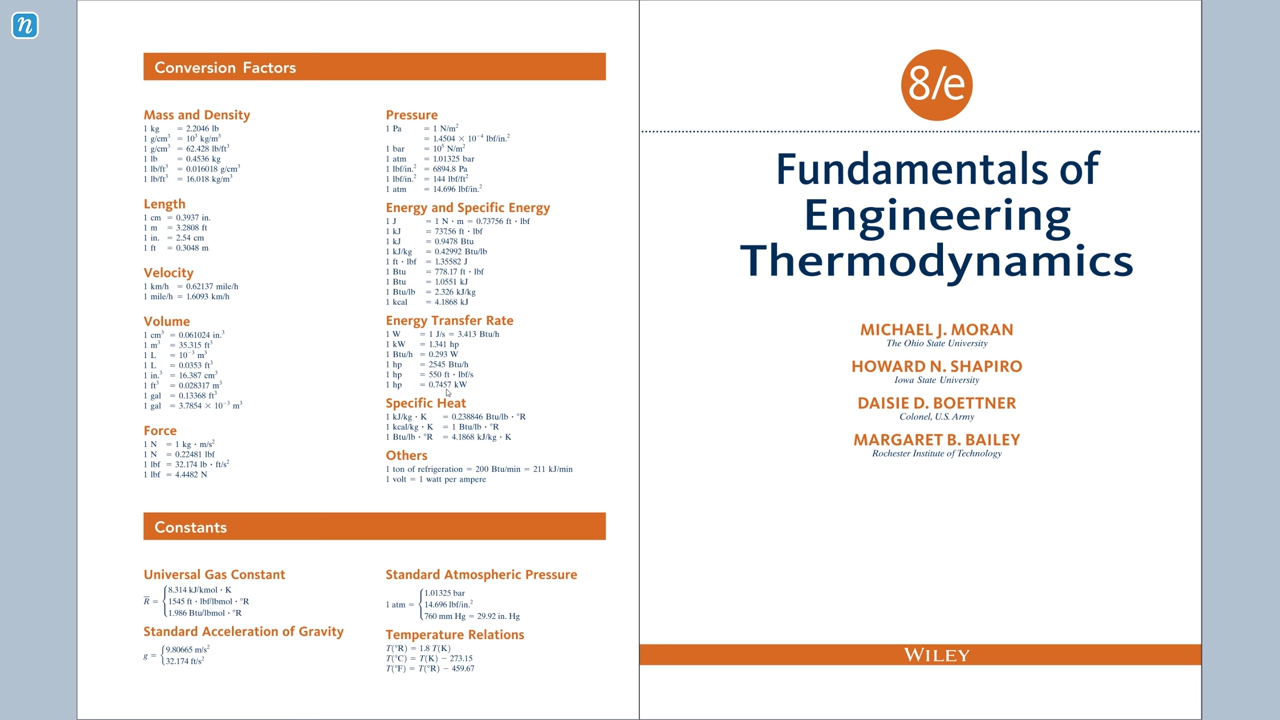 n
Conversion Factors
Mass and Density
1 kg = 2.2046 lb
1 g/cm³ = 10³ kg/m³
1 g/cm³ = 62.428 lb/ft³
1 lb = 0.4536 kg
1 lb/ft³ = 0.016018 g/cm³
1 lb/ft³ = 16.018 kg/m³
Length
1 cm = 0.3937 in.
1 m = 3.2808 ft
1 in. = 2.54 cm
1 ft = 0.3048 m
Velocity
1 km/h = 0.62137 mile/h
1 mile/h = 1.6093 km/h
Volume
1 cm³ = 0.061024 in.³
1 m³ = 35.315 ft³
1 L = 10⁻³ m³
1 L = 0.0353 ft³
1 in.³ = 16.387 cm³
1 ft³ = 0.028317 m³
1 gal = 0.13368 ft³
1 gal = 3.7854 × 10⁻³ m³
Force
1 N = 1 kg · m/s²
1 N = 0.22481 lbf
1 lbf = 32.174 lb · ft/s²
1 lbf = 4.4482 N
Pressure
1 Pa = 1 N/m²
= 1.4504 × 10⁻⁴ lbf/in.²
1 bar = 10⁵ N/m²
1 atm = 1.01325 bar
1 lbf/in.² = 6894.8 Pa
1 lbf/in.² = 144 lbf/ft²
1 atm = 14.696 lbf/in.²
Energy and Specific Energy
1 J = 1 N · m = 0.73756 ft · lbf
1 kJ = 737.56 ft · lbf
1 kJ = 0.9478 Btu
1 kJ/kg = 0.42992 Btu/lb
1 ft · lbf = 1.35582 J
1 Btu = 778.17 ft · lbf
1 Btu = 1.0551 kJ
1 Btu/lb = 2.326 kJ/kg
1 kcal = 4.1868 kJ
Energy Transfer Rate
1 W = 1 J/s = 3.413 Btu/h
1 kW = 1.341 hp
1 Btu/h = 0.293 W
1 hp = 2545 Btu/h
1 hp = 550 ft · lbf/s
1 hp = 0.7457 kW
Specific Heat
1 kJ/kg · K = 0.238846 Btu/lb · °R
1 kcal/kg · K = 1 Btu/lb · °R
1 Btu/lb · °R = 4.1868 kJ/kg · K
Others
1 ton of refrigeration = 200 Btu/min = 211 kJ/min
1 volt = 1 watt per ampere
Constants
Universal Gas Constant
R̅ = { 8.314 kJ/kmol · K
1545 ft · lbf/lbmol · °R
1.986 Btu/lbmol · °R
Standard Acceleration of Gravity
g = { 9.80665 m/s²
32.174 ft/s²
Standard Atmospheric Pressure
1 atm = { 1.01325 bar
14.696 lbf/in.²
760 mm Hg = 29.92 in. Hg
Temperature Relations
T(°R) = 1.8 T(K)
T(°C) = T(K) − 273.15
T(°F) = T(°R) − 459.67
8/e
Fundamentals of
Engineering
Thermodynamics
MICHAEL J. MORAN
The Ohio State University
HOWARD N. SHAPIRO
Iowa State University
DAISIE D. BOETTNER
Colonel, U.S. Army
MARGARET B. BAILEY
Rochester Institute of Technology
WILEY